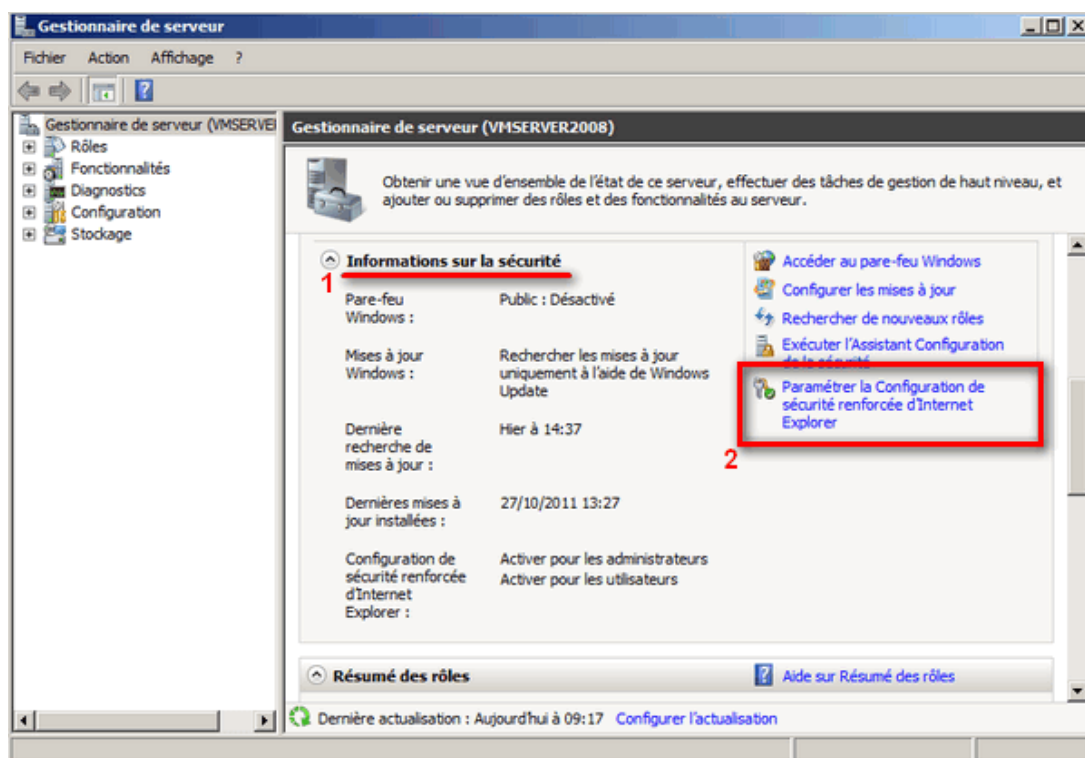 Gestionnaire de serveur
Fichier Action Affichage ?
Gestionnaire de serveur (VMSERVE
Rôles
Fonctionnalités
Diagnostics
Configuration
Stockage
Gestionnaire de serveur (VMSERVER2008)
Obtenir une vue d'ensemble de l'état de ce serveur, effectuer des tâches de gestion de haut niveau, et
ajouter ou supprimer des rôles et des fonctionnalités au serveur.
1
Informations sur la sécurité
Pare-feu
Windows :
Public : Désactivé
Mises à jour
Windows :
Rechercher les mises à jour
uniquement à l'aide de Windows
Update
Dernière
recherche de
mises à jour :
Hier à 14:37
Dernières mises à
jour installées :
27/10/2011 13:27
Configuration de
sécurité renforcée
d'Internet
Explorer :
Activer pour les administrateurs
Activer pour les utilisateurs
Accéder au pare-feu Windows
Configurer les mises à jour
Rechercher de nouveaux rôles
Exécuter l'Assistant Configuration
de la sécurité
2
Paramétrer la Configuration de
sécurité renforcée d'Internet
Explorer
Résumé des rôles
Aide sur Résumé des rôles
Dernière actualisation : Aujourd'hui à 09:17 Configurer l'actualisation